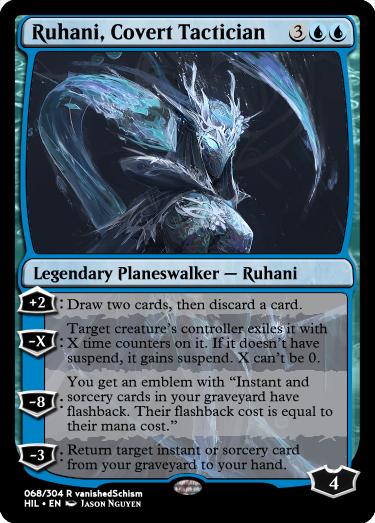 Ruhani, Covert Tactician 3
Legendary Planeswalker — Ruhani
+2: Draw two cards, then discard a card.
-X: Target creature's controller exiles it with
X time counters on it. If it doesn't have
suspend, it gains suspend. X can't be 0.
-8: You get an emblem with “Instant and
sorcery cards in your graveyard have
flashback. Their flashback cost is equal to
their mana cost.”
-3: Return target instant or sorcery card
from your graveyard to your hand.
4
068/304 R vanishedSchism
HIL • EN Jason Nguyen